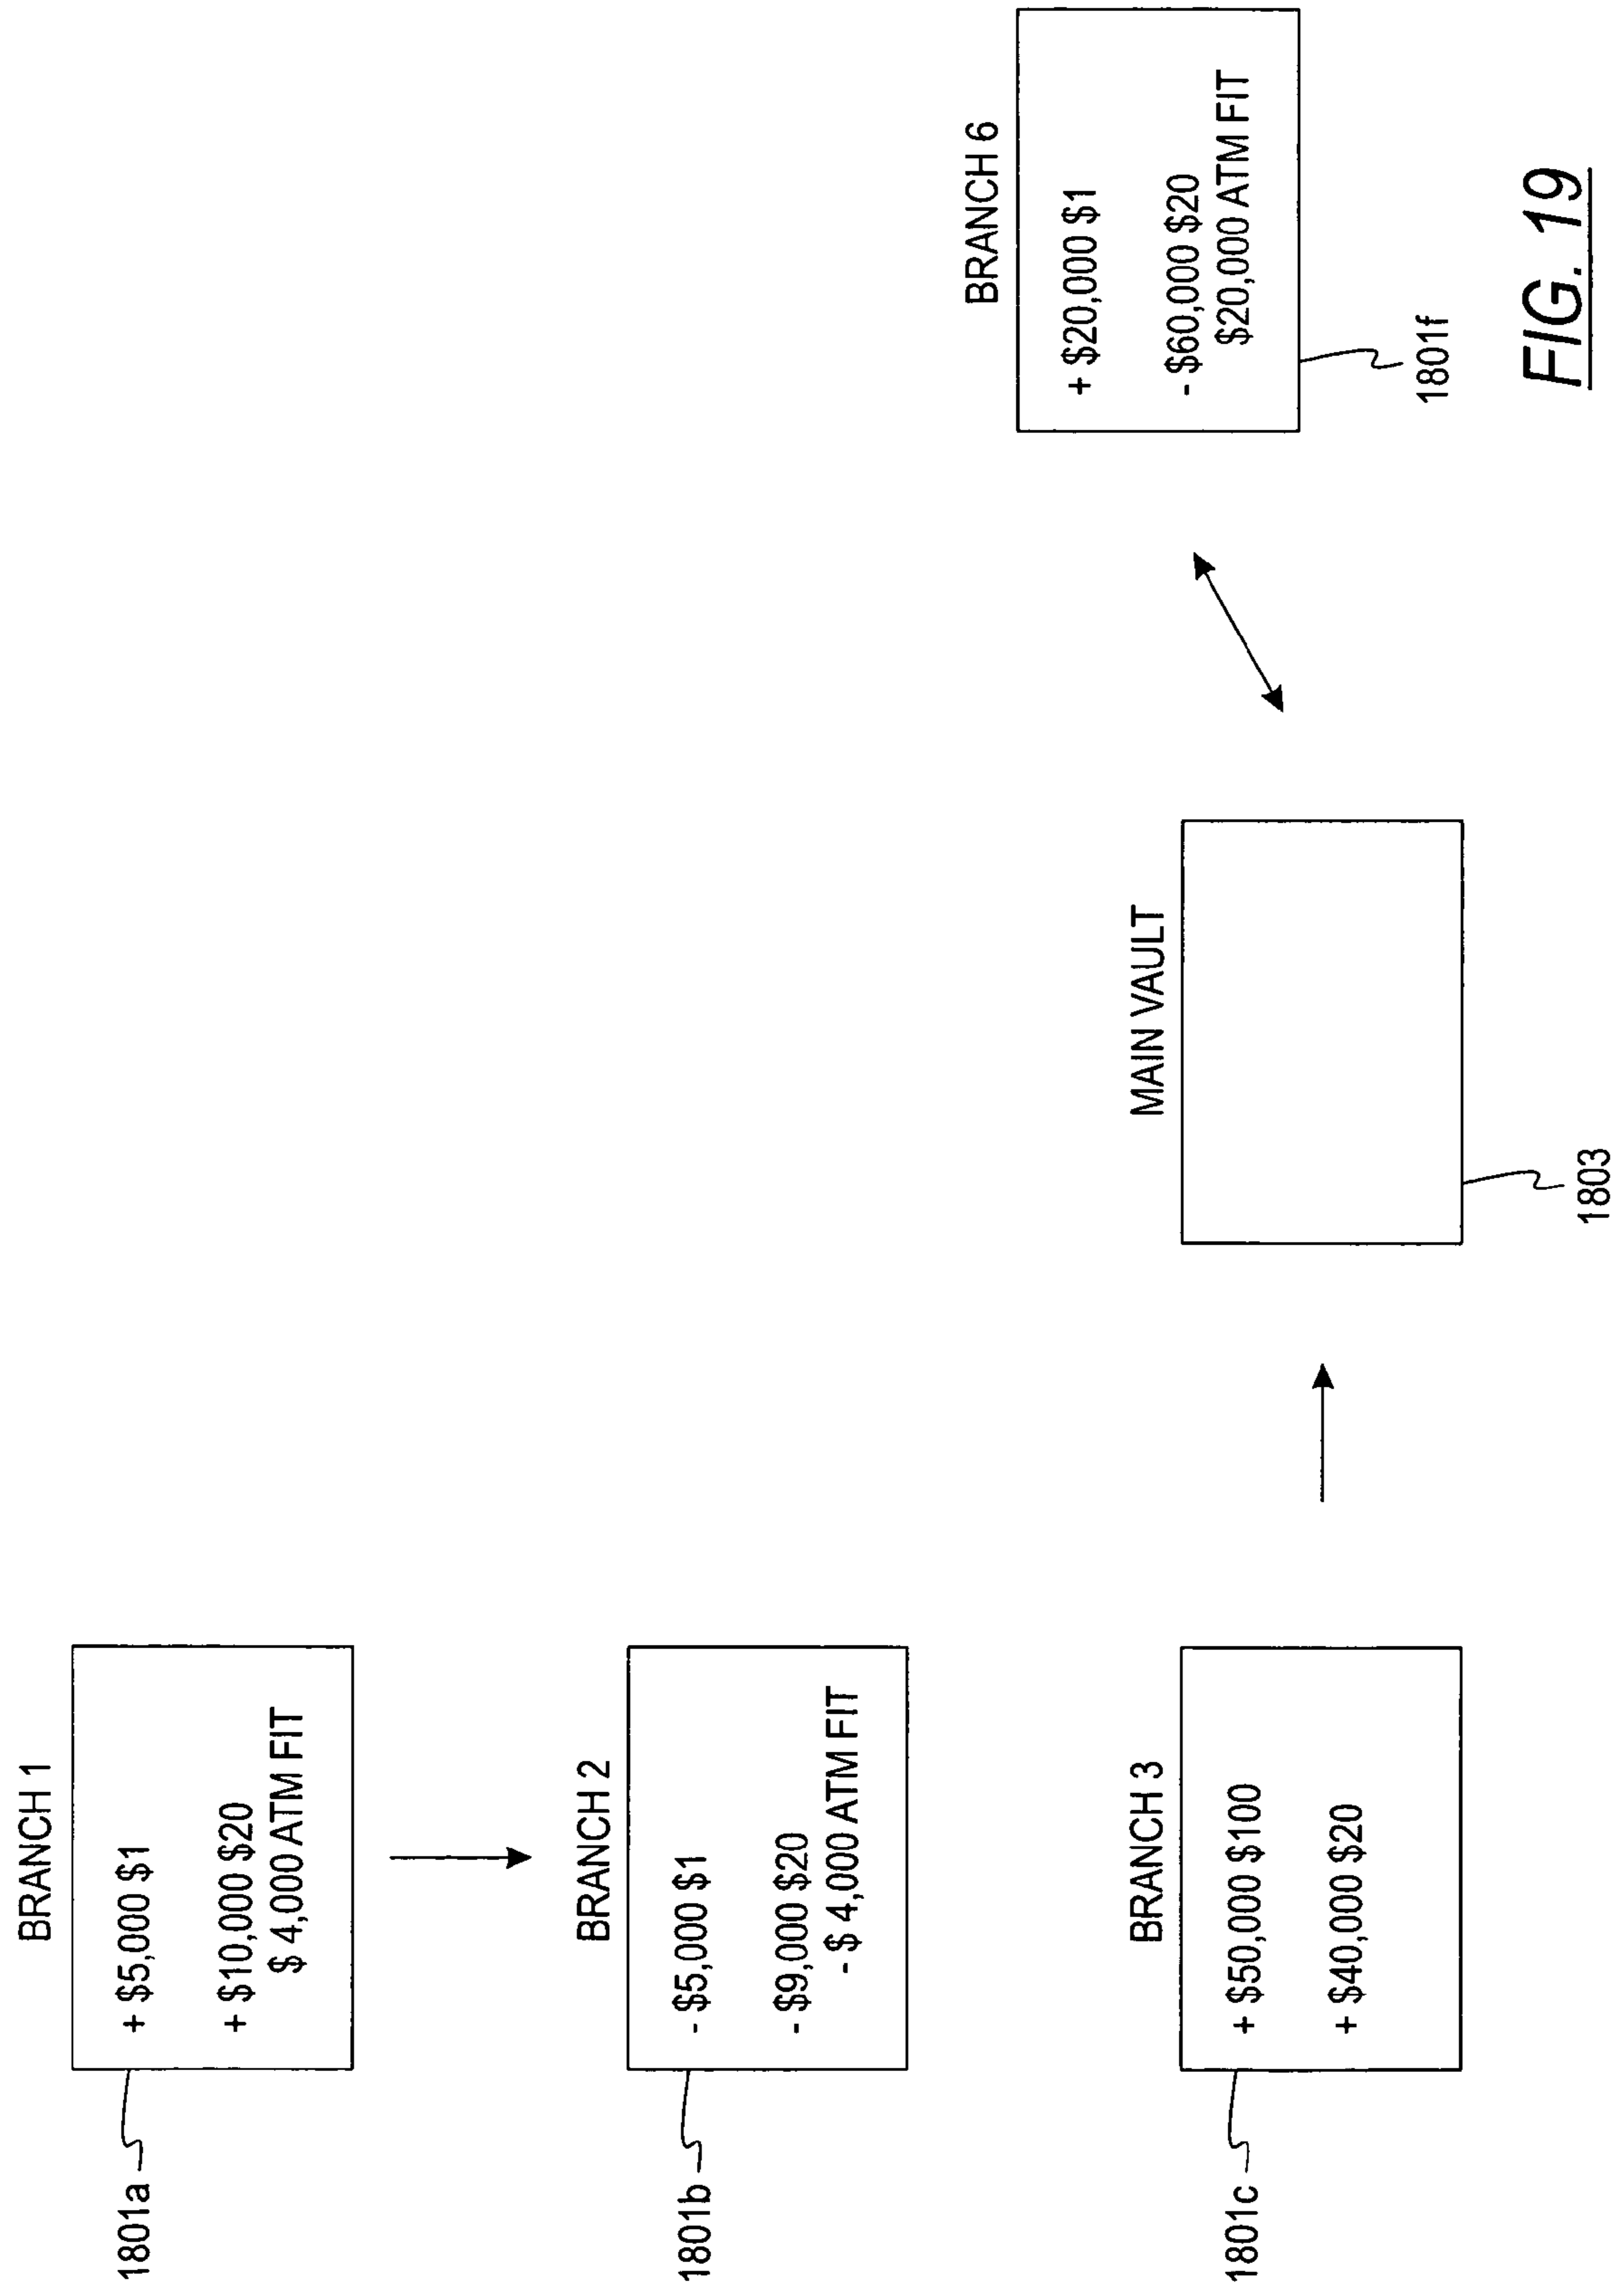 BRANCH 1
+ $5,000 $1
+ $10,000 $20
$ 4,000 ATM FIT
1801a
BRANCH 2
- $5,000 $1
- $9,000 $20
- $ 4,000 ATM FIT
1801b
BRANCH 3
+ $50,000 $100
+ $40,000 $20
1801c
MAIN VAULT
1803
BRANCH 6
+ $20,000 $1
- $60,000 $20
$20,000 ATM FIT
1801f
FIG. 19